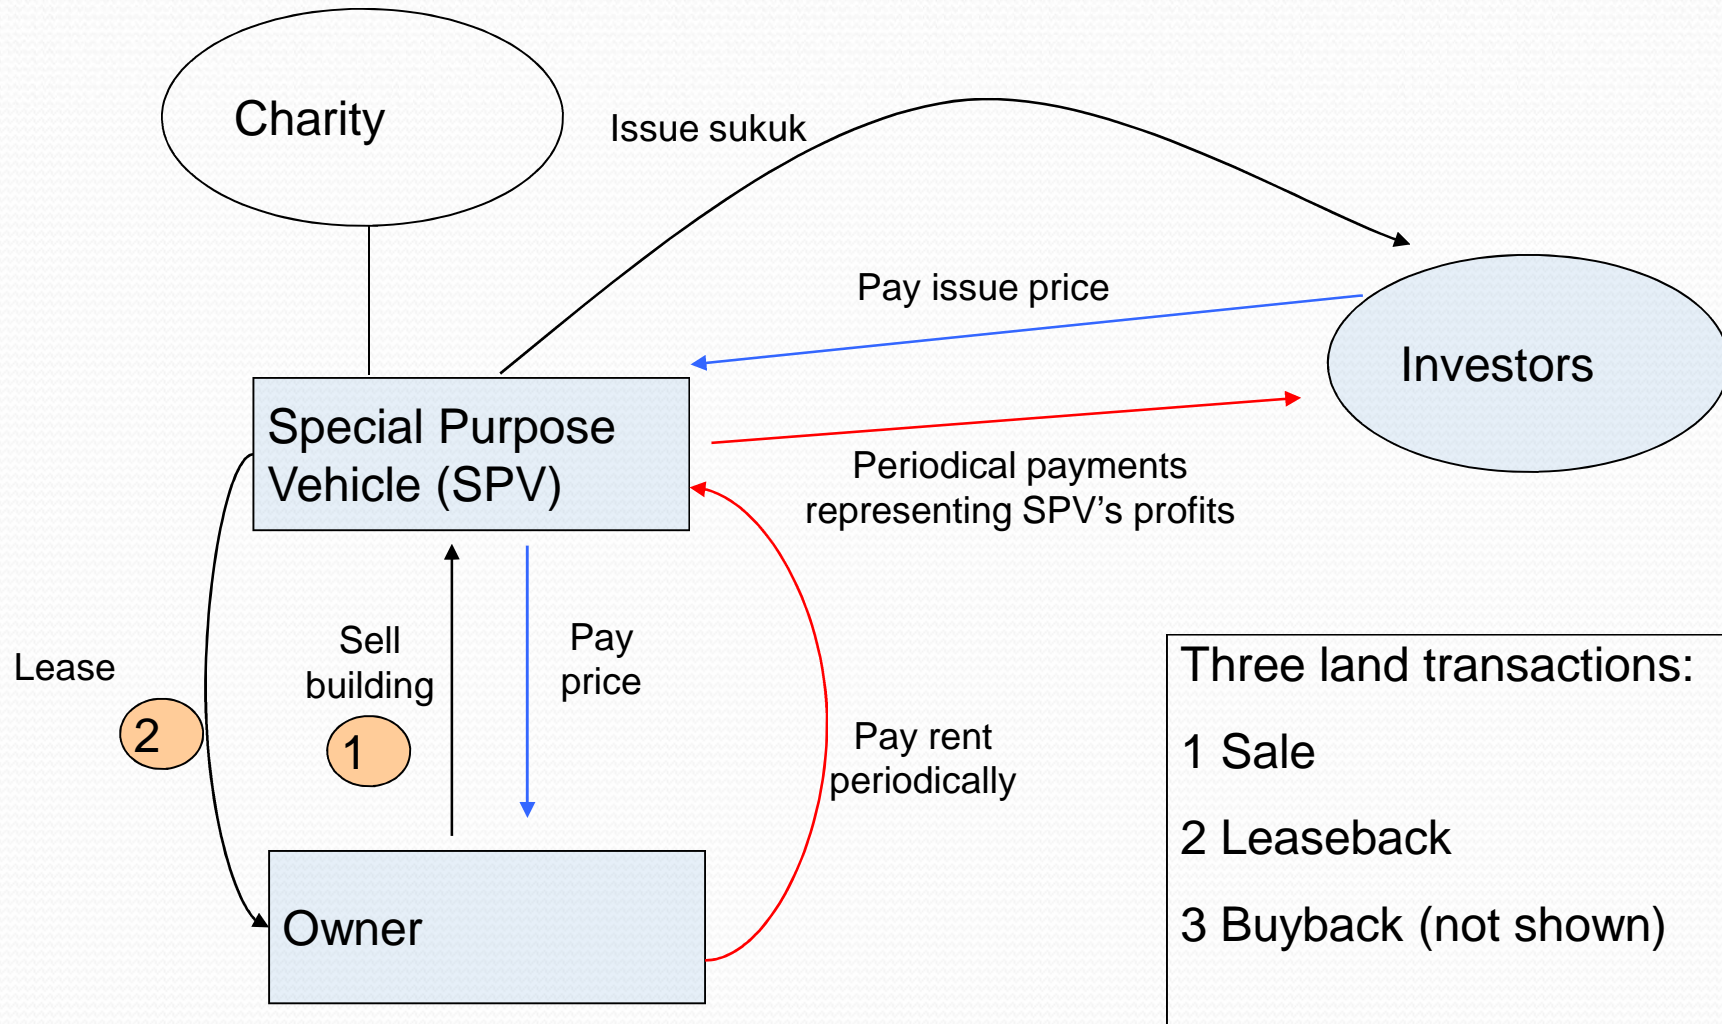 Charity
Issue sukuk
Pay issue price
Investors
Special Purpose
Vehicle (SPV)
Periodical payments
representing SPV's profits
Lease
2
Sell
building
1
Pay
price
Pay rent
periodically
Owner
Three land transactions:
1 Sale
2 Leaseback
3 Buyback (not shown)